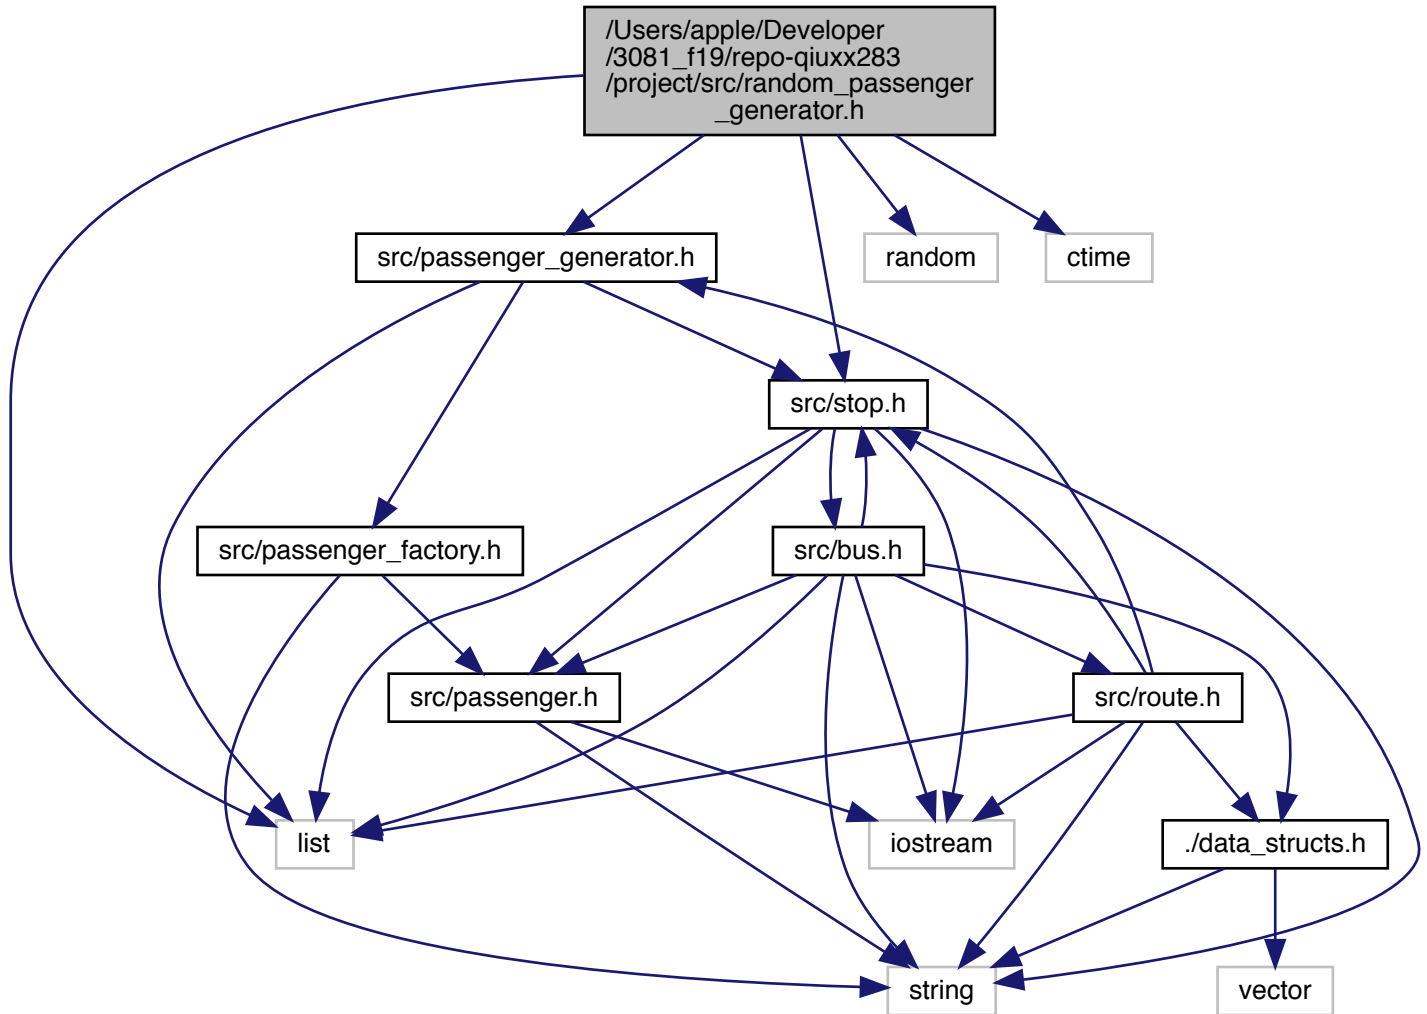 /Users/apple/Developer
/3081_f19/repo-qiuxx283
/project/src/random_passenger
_generator.h
src/passenger_generator.h
random
ctime
src/stop.h
src/passenger_factory.h
src/bus.h
src/passenger.h
src/route.h
list
iostream
./data_structs.h
string
vector